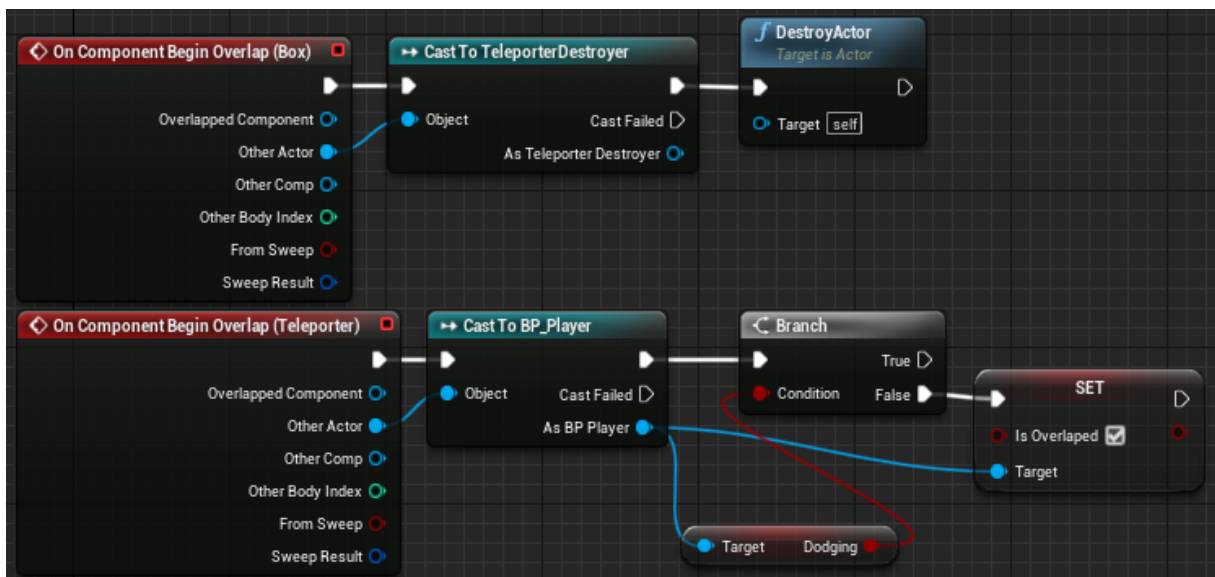 On Component Begin Overlap (Box)
Overlapped Component
Other Actor
Other Comp
Other Body Index
From Sweep
Sweep Result
Cast To TeleporterDestroyer
Object
Cast Failed
As Teleporter Destroyer
f DestroyActor
Target is Actor
Target self
On Component Begin Overlap (Teleporter)
Overlapped Component
Other Actor
Other Comp
Other Body Index
From Sweep
Sweep Result
Cast To BP_Player
Object
Cast Failed
As BP Player
Branch
True
Condition
False
Target
Dodging
SET
Is Overlaped
Target